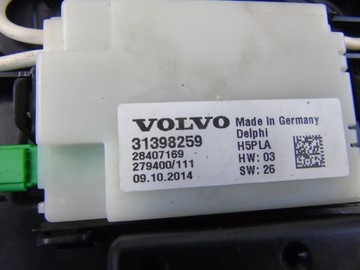 VOLVO Made in Germany
31398259 Delphi
28407169 H5PLA
279400/111 HW: 03
09.10.2014 SW: 26